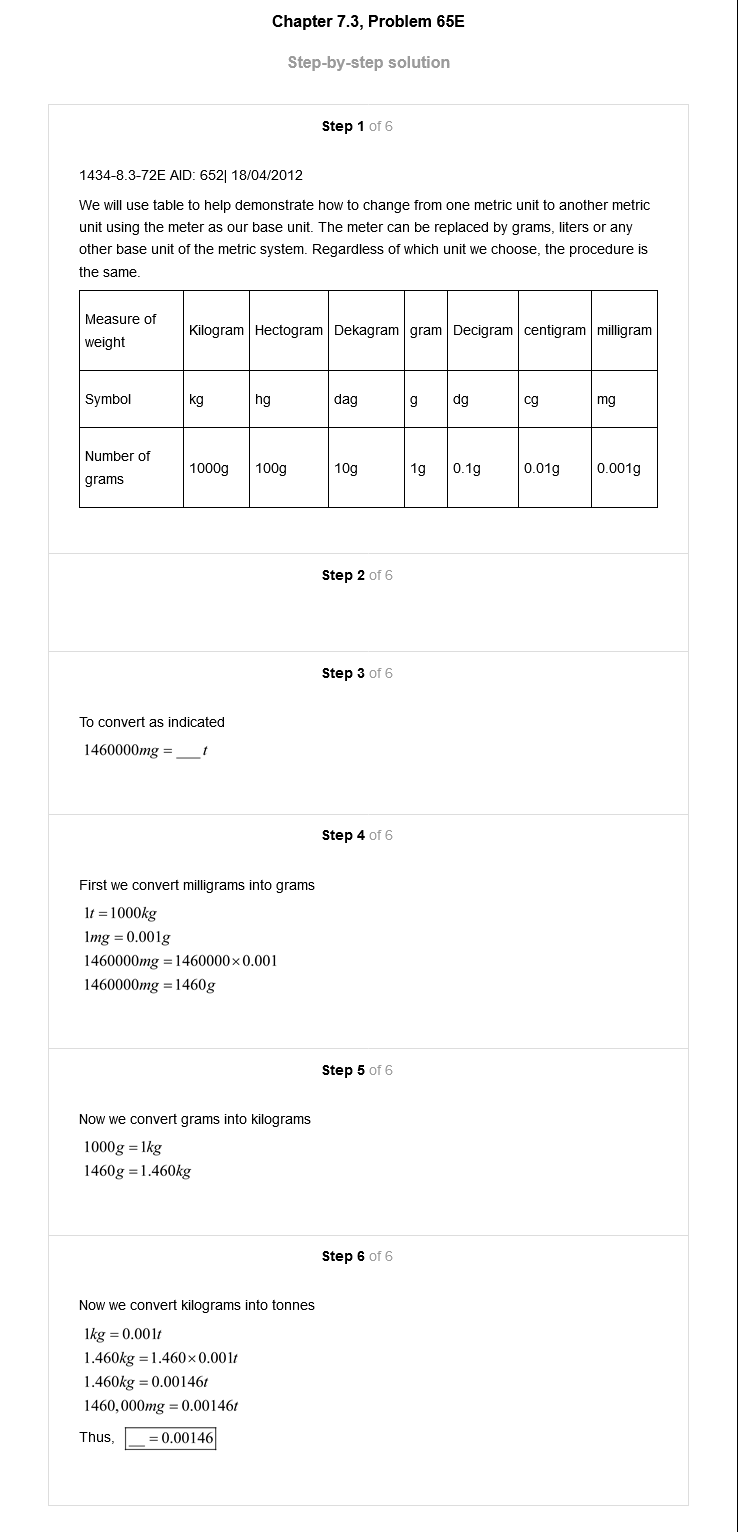 Chapter 7.3, Problem 65E
Step-by-step solution
Step 1 of 6
1434-8.3-72E AID: 652| 18/04/2012
We will use table to help demonstrate how to change from one metric unit to another metric
unit using the meter as our base unit. The meter can be replaced by grams, liters or any
other base unit of the metric system. Regardless of which unit we choose, the procedure is
the same.
Measure of weight Kilogram Hectogram Dekagram gram Decigram centigram milligram
Symbol kg hg dag g dg cg mg
Number of grams 1000g 100g 10g 1g 0.1g 0.01g 0.001g
Step 2 of 6
Step 3 of 6
To convert as indicated
1460000mg = ___t
Step 4 of 6
First we convert milligrams into grams
1t = 1000kg
1mg = 0.001g
1460000mg = 1460000×0.001
1460000mg = 1460g
Step 5 of 6
Now we convert grams into kilograms
1000g = 1kg
1460g = 1.460kg
Step 6 of 6
Now we convert kilograms into tonnes
1kg = 0.001t
1.460kg = 1.460×0.001t
1.460kg = 0.00146t
1460,000mg = 0.00146t
Thus, __ = 0.00146